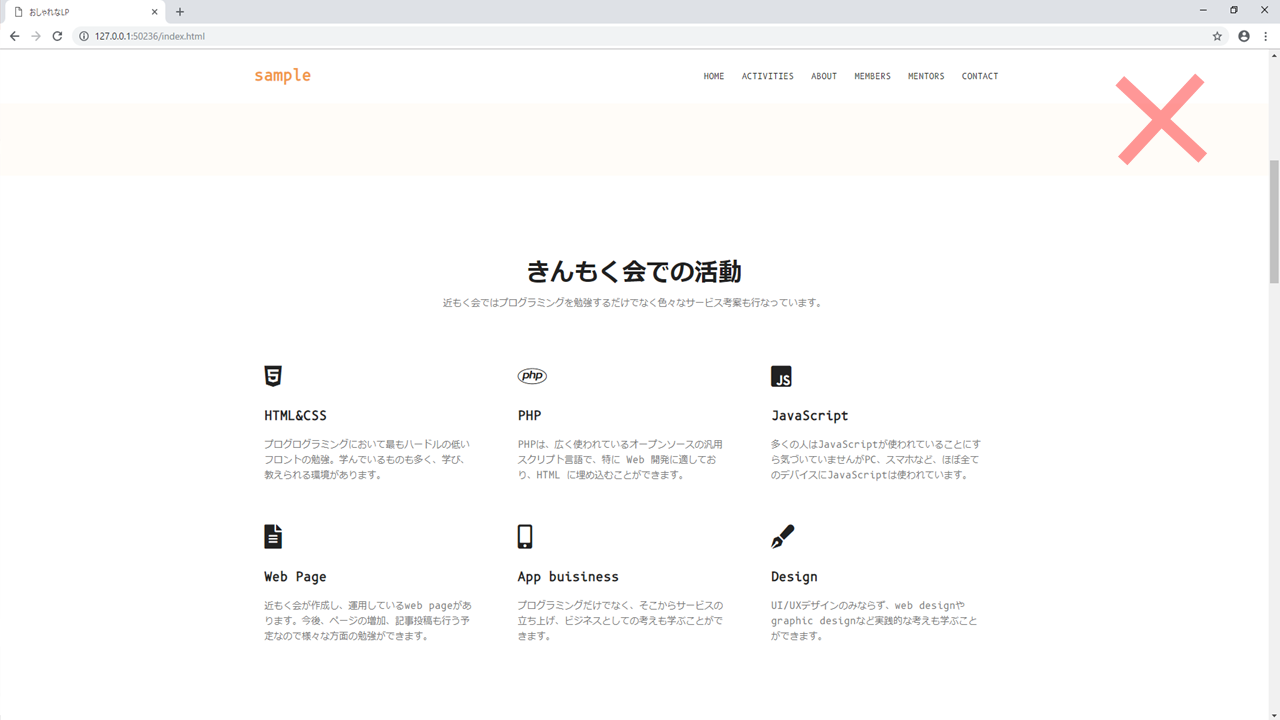 おしゃれなLP
127.0.0.1:50236/index.html
sample
HOME ACTIVITIES ABOUT MEMBERS MENTORS CONTACT
きんもく会での活動
近もく会ではプログラミングを勉強するだけでなく色々なサービス考案も行なっています。
HTML&CSS
プログログラミングにおいて最もハードルの低い
フロントの勉強。学んでいるものも多く、学び、
教えられる環境があります。
php
PHP
PHPは、広く使われているオープンソースの汎用
スクリプト言語で、特に Web 開発に適してお
り、HTML に埋め込むことができます。
JS
JavaScript
多くの人はJavaScriptが使われていることにす
ら気づいていませんがPC、スマホなど、ほぼ全て
のデバイスにJavaScriptは使われています。
Web Page
近もく会が作成し、運用しているweb pageがあ
ります。今後、ページの増加、記事投稿も行う予
定なので様々な方面の勉強ができます。
App buisiness
プログラミングだけでなく、そこからサービスの
立ち上げ、ビジネスとしての考えも学ぶことがで
きます。
Design
UI/UXデザインのみならず、web designや
graphic designなど実践的な考えも学ぶこと
ができます。